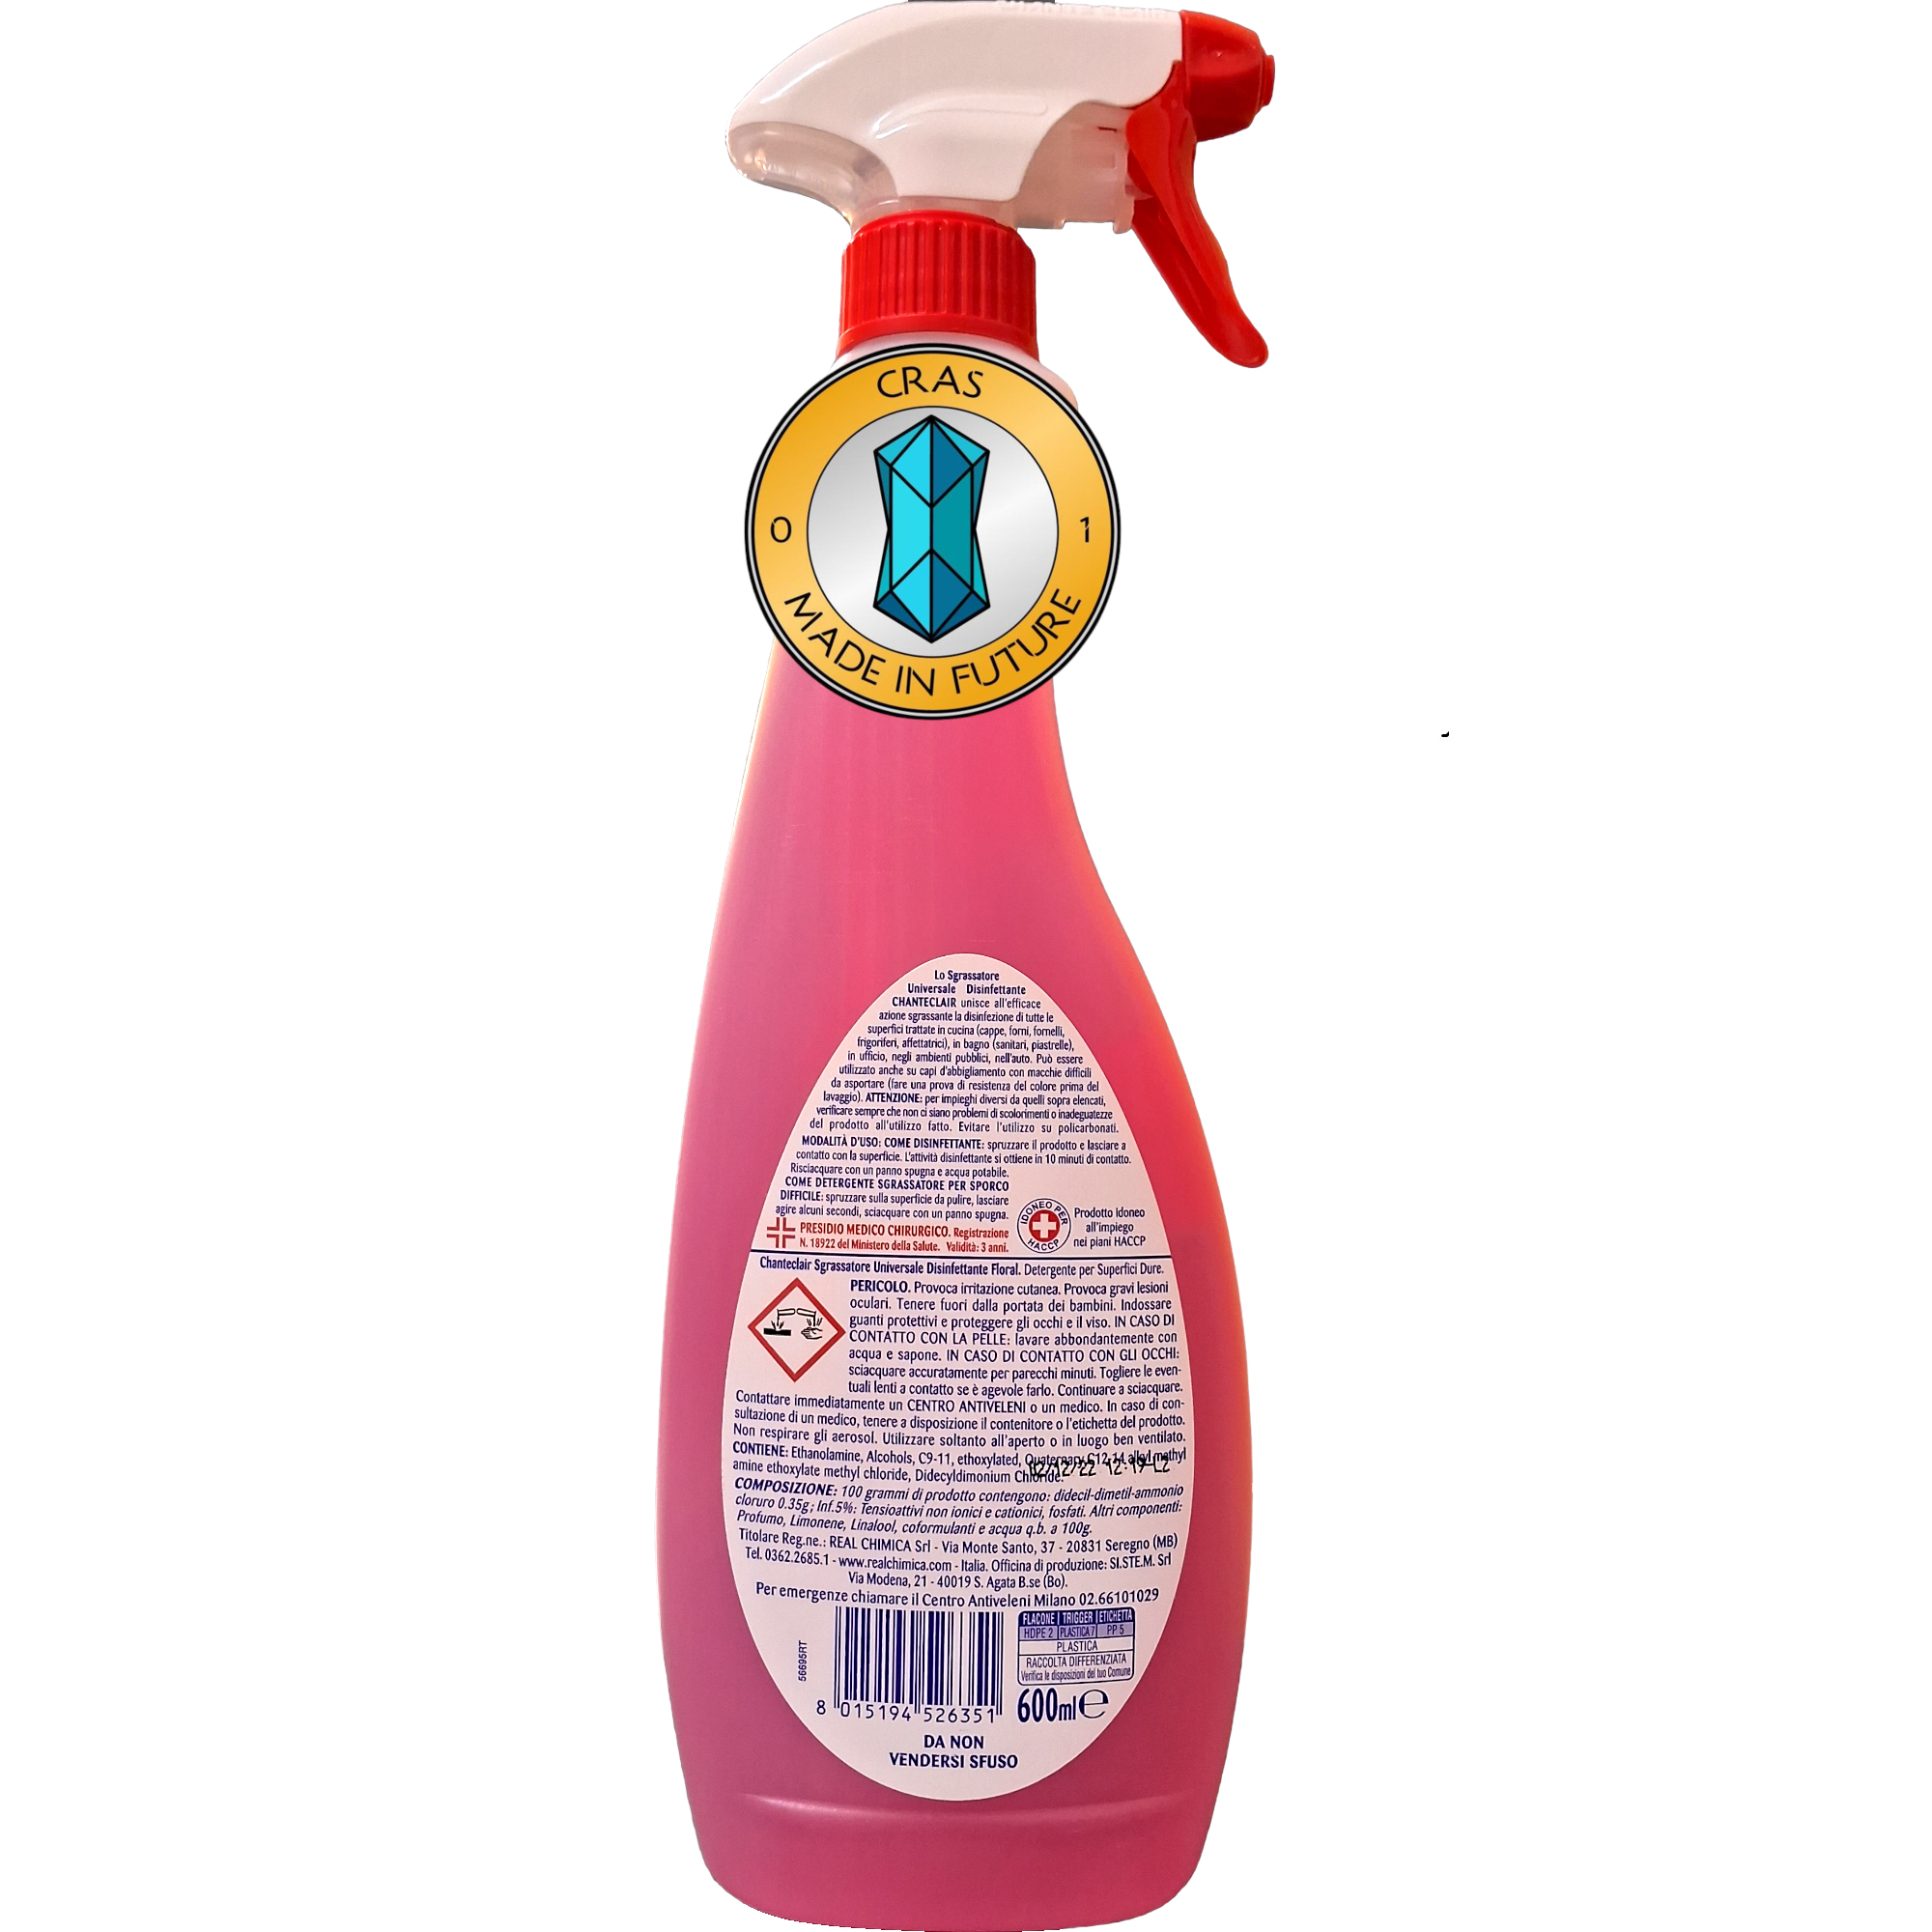 CRAS
0 1
MADE IN FUTURE
Lo Sgrassatore
Universale Disinfettante
CHANTECLAIR unisce all'efficace
azione sgrassante la disinfezione di tutte le
superfici trattate in cucina (cappe, forni, fornelli,
frigoriferi, affettatrici), in bagno (sanitari, piastrelle),
in ufficio, negli ambienti pubblici, nell'auto. Può essere
utilizzato anche su capi d'abbigliamento con macchie difficili
da asportare (fare una prova di resistenza del colore prima del
lavaggio). ATTENZIONE: per impieghi diversi da quelli sopra elencati,
verificare sempre che non ci siano problemi di scolorimenti o inadeguatezze
del prodotto all'utilizzo fatto. Evitare l'utilizzo su policarbonati.
MODALITÀ D'USO: COME DISINFETTANTE: spruzzare il prodotto e lasciare a
contatto con la superficie. L'attività disinfettante si ottiene in 10 minuti di contatto.
Risciacquare con un panno spugna e acqua potabile.
COME DETERGENTE SGRASSATORE PER SPORCO
DIFFICILE: spruzzare sulla superficie da pulire, lasciare
agire alcuni secondi, sciacquare con un panno spugna.
PRESIDIO MEDICO CHIRURGICO. Registrazione
N. 18922 del Ministero della Salute. Validità: 3 anni.
IDONEO PER
HACCP
Prodotto Idoneo
all'impiego
nei piani HACCP
Chanteclair Sgrassatore Universale Disinfettante Floral. Detergente per Superfici Dure.
PERICOLO. Provoca irritazione cutanea. Provoca gravi lesioni
oculari. Tenere fuori dalla portata dei bambini. Indossare
guanti protettivi e proteggere gli occhi e il viso. IN CASO DI
CONTATTO CON LA PELLE: lavare abbondantemente con
acqua e sapone. IN CASO DI CONTATTO CON GLI OCCHI:
sciacquare accuratamente per parecchi minuti. Togliere le even-
tuali lenti a contatto se è agevole farlo. Continuare a sciacquare.
Contattare immediatamente un CENTRO ANTIVELENI o un medico. In caso di con-
sultazione di un medico, tenere a disposizione il contenitore o l'etichetta del prodotto.
Non respirare gli aerosol. Utilizzare soltanto all'aperto o in luogo ben ventilato.
CONTIENE: Ethanolamine, Alcohols, C9-11, ethoxylated, Quaternary C12-14 alkyl methyl
amine ethoxylate methyl chloride, Didecyldimonium Chloride.
02/12/22 12:19 L2
COMPOSIZIONE: 100 grammi di prodotto contengono: didecil-dimetil-ammonio
cloruro 0.35g; Inf.5%: Tensioattivi non ionici e cationici, fosfati. Altri componenti:
Profumo, Limonene, Linalool, coformulanti e acqua q.b. a 100g.
Titolare Reg.ne.: REAL CHIMICA Srl - Via Monte Santo, 37 - 20831 Seregno (MB)
Tel. 0362.2685.1 - www.realchimica.com - Italia. Officina di produzione: SI.STE.M. Srl
Via Modena, 21 - 40019 S. Agata B.se (Bo).
Per emergenze chiamare il Centro Antiveleni Milano 02.66101029
56695RT
8 015194 526351
FLACONE TRIGGER ETICHETTA
HDPE 2 PLASTICA 7 PP 5
PLASTICA
RACCOLTA DIFFERENZIATA
Verifica le disposizioni del tuo Comune
600ml e
DA NON
VENDERSI SFUSO